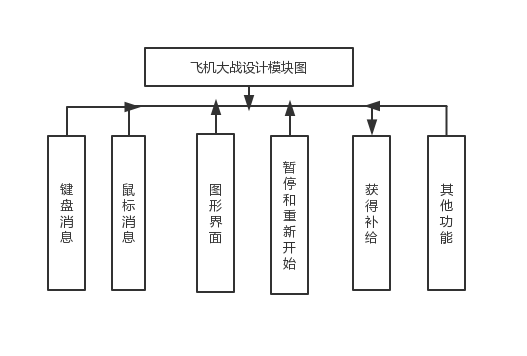 飞机大战设计模块图
键盘消息
鼠标消息
图形界面
暂停和重新开始
获得补给
其他功能